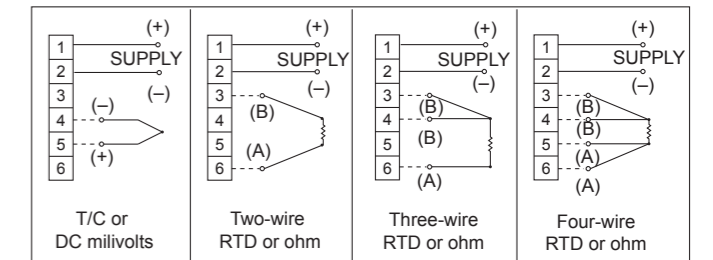 (+)
1
SUPPLY
2
(–)
3
(–)
4
5
(+)
6
T/C or
DC milivolts
(+)
1
SUPPLY
2
(–)
3
(B)
4
5
(A)
6
Two-wire
RTD or ohm
(+)
1
SUPPLY
2
(–)
3
(B)
4
(B)
5
6
(A)
Three-wire
RTD or ohm
(+)
1
SUPPLY
2
(–)
3
(B)
4
(B)
5
(A)
6
(A)
Four-wire
RTD or ohm